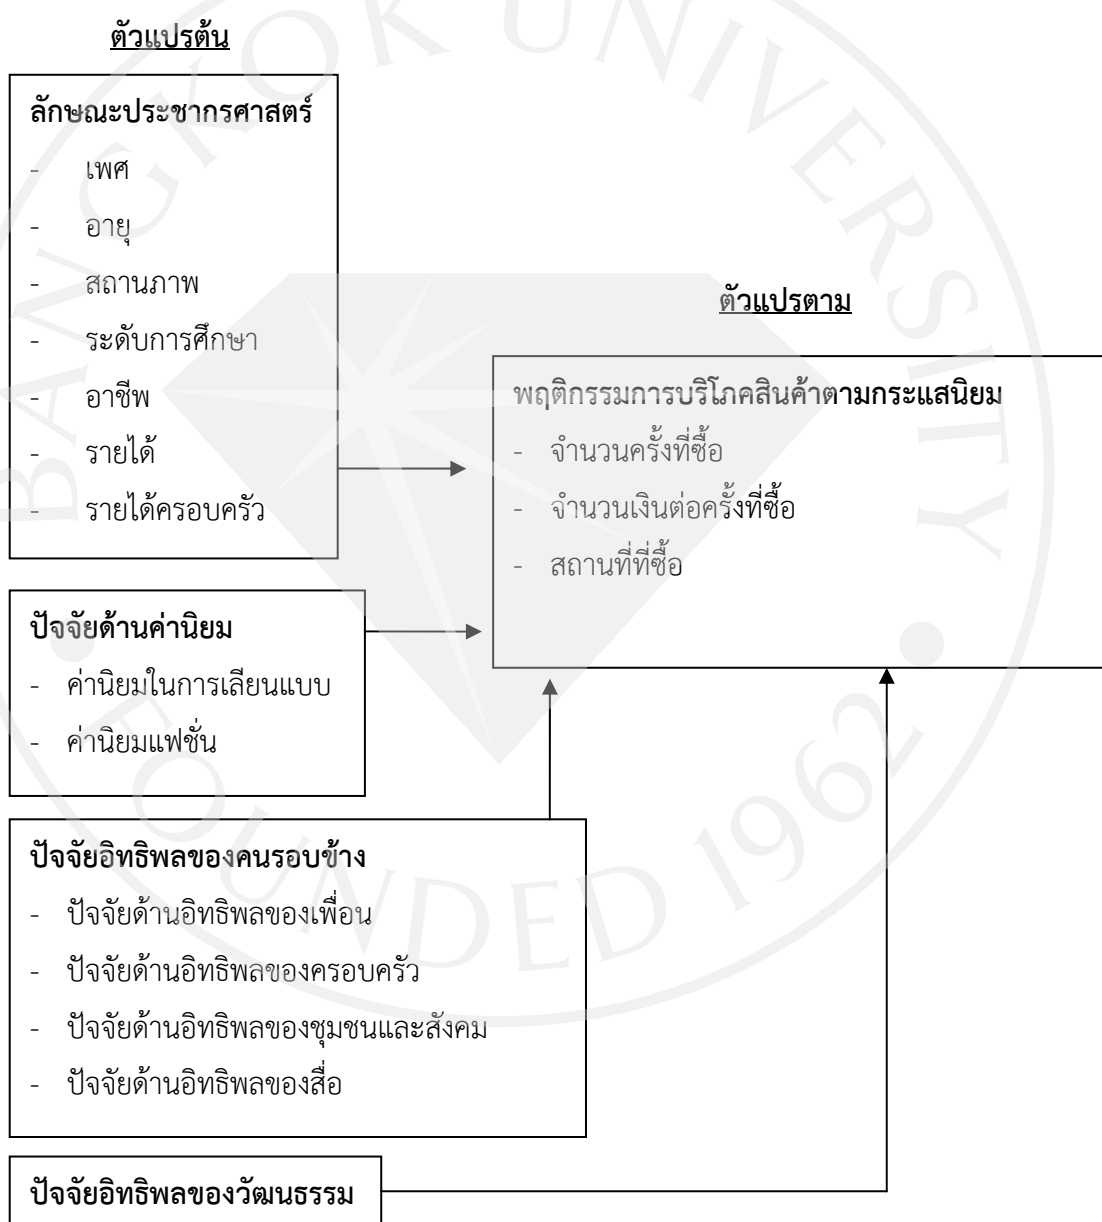 ตัวแปรต้น
ลักษณะประชากรศาสตร์
- เพศ
- อายุ
- สถานภาพ
- ระดับการศึกษา
- อาชีพ
- รายได้
- รายได้ครอบครัว
ตัวแปรตาม
พฤติกรรมการบริโภคสินค้าตามกระแสนิยม
- จำนวนครั้งที่ซื้อ
- จำนวนเงินต่อครั้งที่ซื้อ
- สถานที่ที่ซื้อ
ปัจจัยด้านค่านิยม
- ค่านิยมในการเลียนแบบ
- ค่านิยมแฟชั่น
ปัจจัยอิทธิพลของคนรอบข้าง
- ปัจจัยด้านอิทธิพลของเพื่อน
- ปัจจัยด้านอิทธิพลของครอบครัว
- ปัจจัยด้านอิทธิพลของชุมชนและสังคม
- ปัจจัยด้านอิทธิพลของสื่อ
ปัจจัยอิทธิพลของวัฒนธรรม
BANGKOK UNIVERSITY
FOUNDED 1962